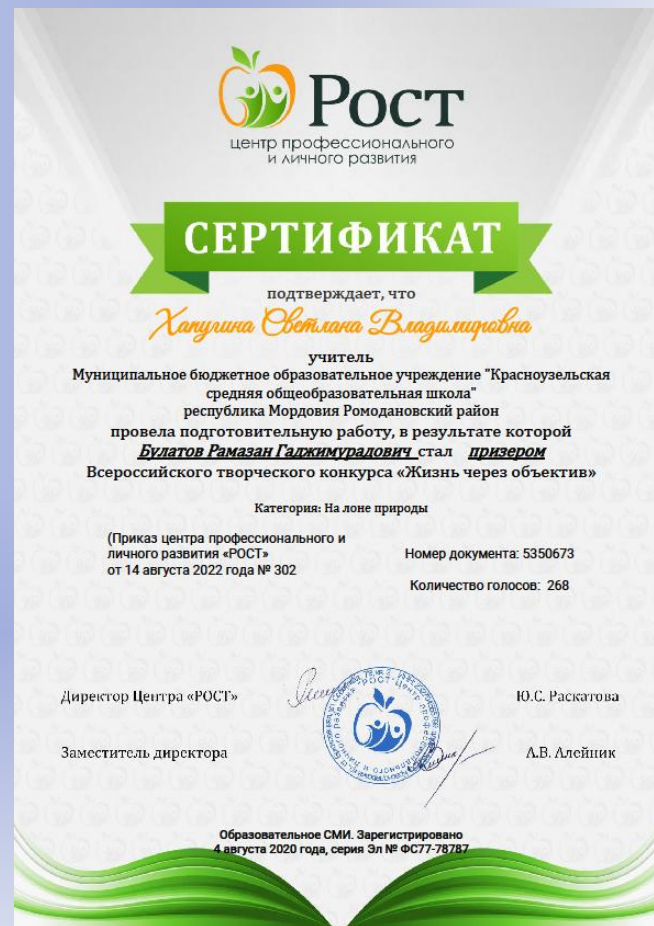 Рост
центр профессионального
и личного развития
СЕРТИФИКАТ
подтверждает, что
Хапугина Светлана Владимировна
учитель
Муниципальное бюджетное образовательное учреждение "Красноузельская
средняя общеобразовательная школа"
республика Мордовия Ромодановский район
провела подготовительную работу, в результате которой
Булатов Рамазан Гаджимурадович стал призером
Всероссийского творческого конкурса «Жизнь через объектив»
Категория: На лоне природы
(Приказ центра профессионального и
личного развития «РОСТ»
от 14 августа 2022 года № 302
Номер документа: 5350673
Количество голосов: 268
Директор Центра «РОСТ» Ю.С. Раскатова
Заместитель директора А.В. Алейник
Образовательное СМИ. Зарегистрировано
4 августа 2020 года, серия Эл № ФС77-78787